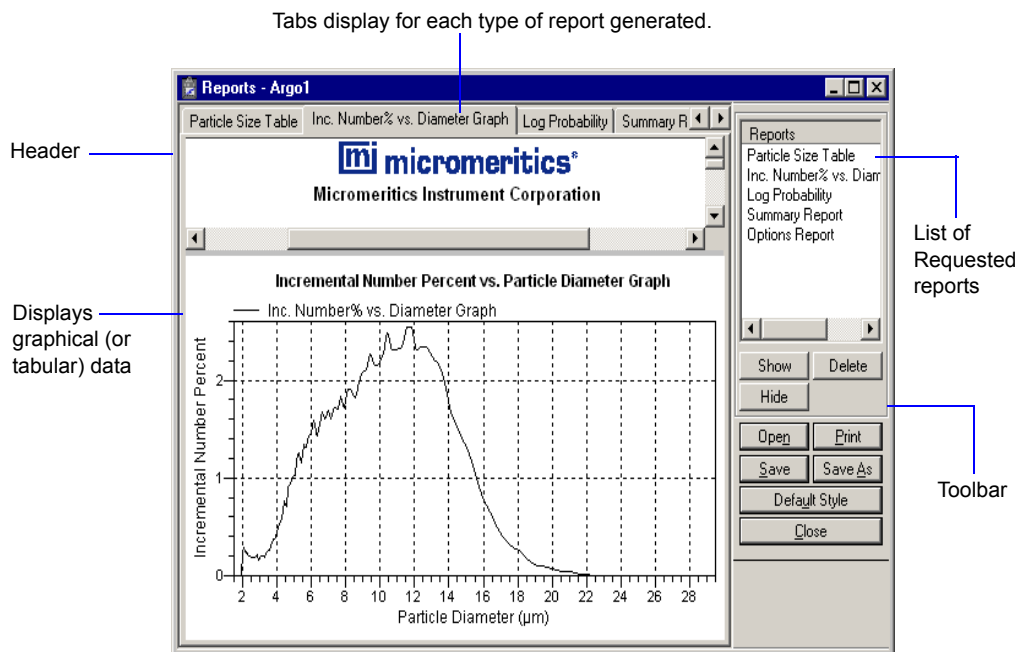 Tabs display for each type of report generated.
Reports - Argo1
Particle Size Table
Inc. Number% vs. Diameter Graph
Log Probability
Summary R
Header
mi micromeritics®
Micromeritics Instrument Corporation
Reports
Particle Size Table
Inc. Number% vs. Diam
Log Probability
Summary Report
Options Report
List of
Requested
reports
Displays
graphical (or
tabular) data
Incremental Number Percent vs. Particle Diameter Graph
Inc. Number% vs. Diameter Graph
Incremental Number Percent
2
1
0
2 4 6 8 10 12 14 16 18 20 22 24 26 28
Particle Diameter (µm)
Show
Delete
Hide
Open
Print
Save
Save As
Default Style
Close
Toolbar